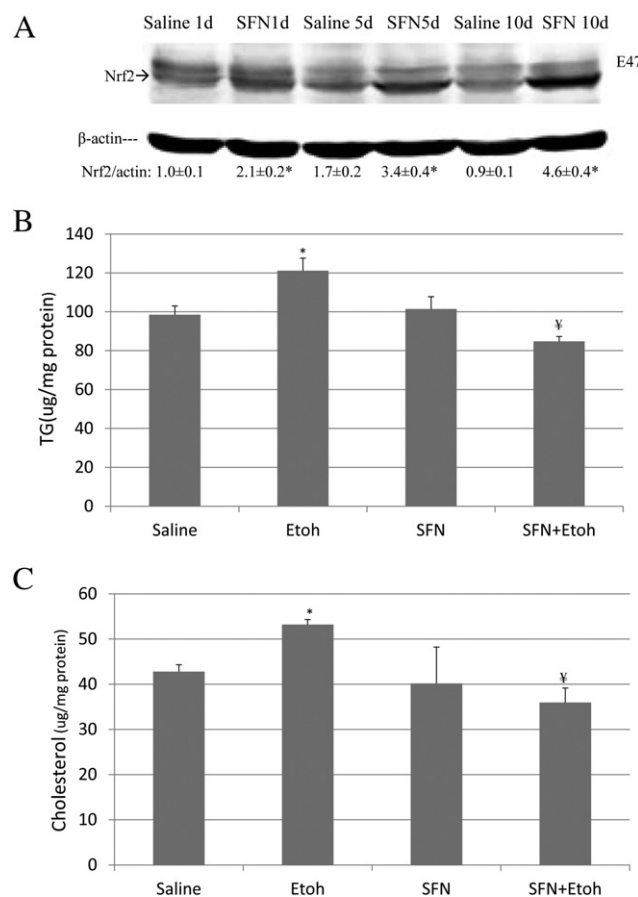 A
Saline 1d SFN1d Saline 5d SFN5d Saline 10d SFN 10d
Nrf2→ E47
β-actin---
Nrf2/actin: 1.0±0.1 2.1±0.2* 1.7±0.2 3.4±0.4* 0.9±0.1 4.6±0.4*
B
TG(ug/mg protein)
140
120
100
80
60
40
20
0
*
¥
Saline Etoh SFN SFN+Etoh
C
Cholesterol (ug/mg protein)
60
50
40
30
20
10
0
*
¥
Saline Etoh SFN SFN+Etoh